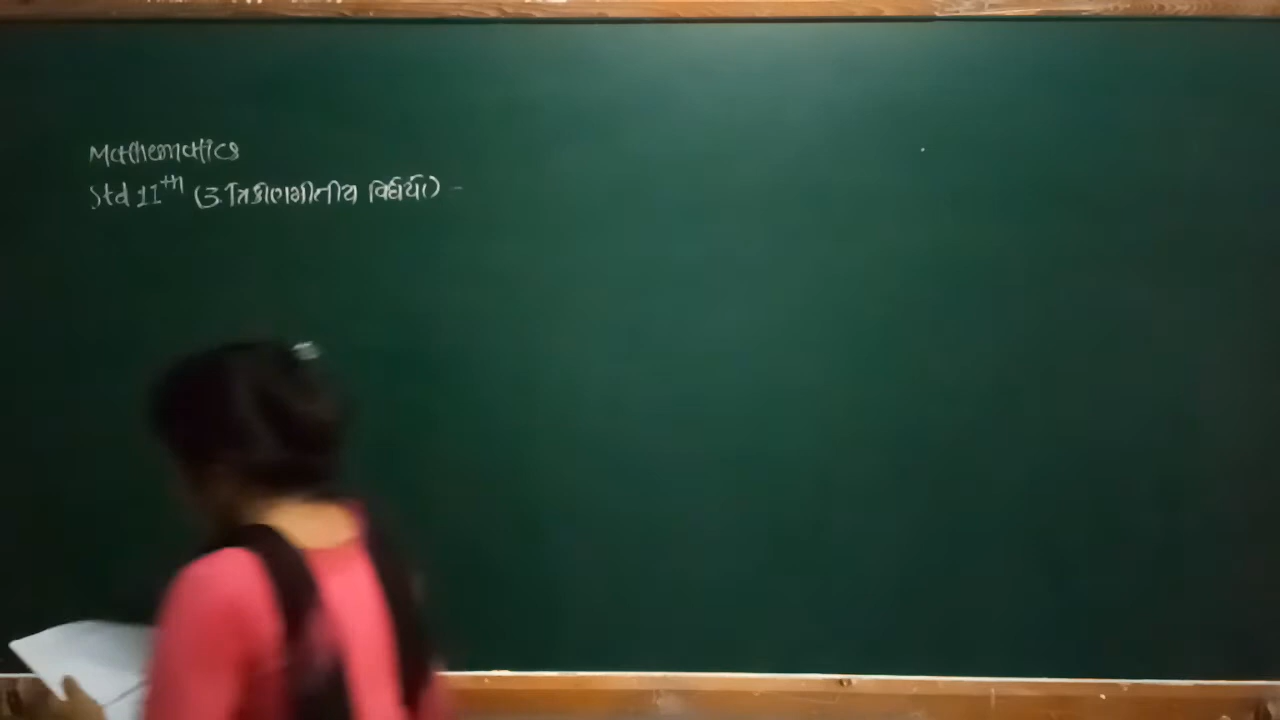 Mathematics
Std 11th (3. त्रिकोणमीतीय विधेये) -